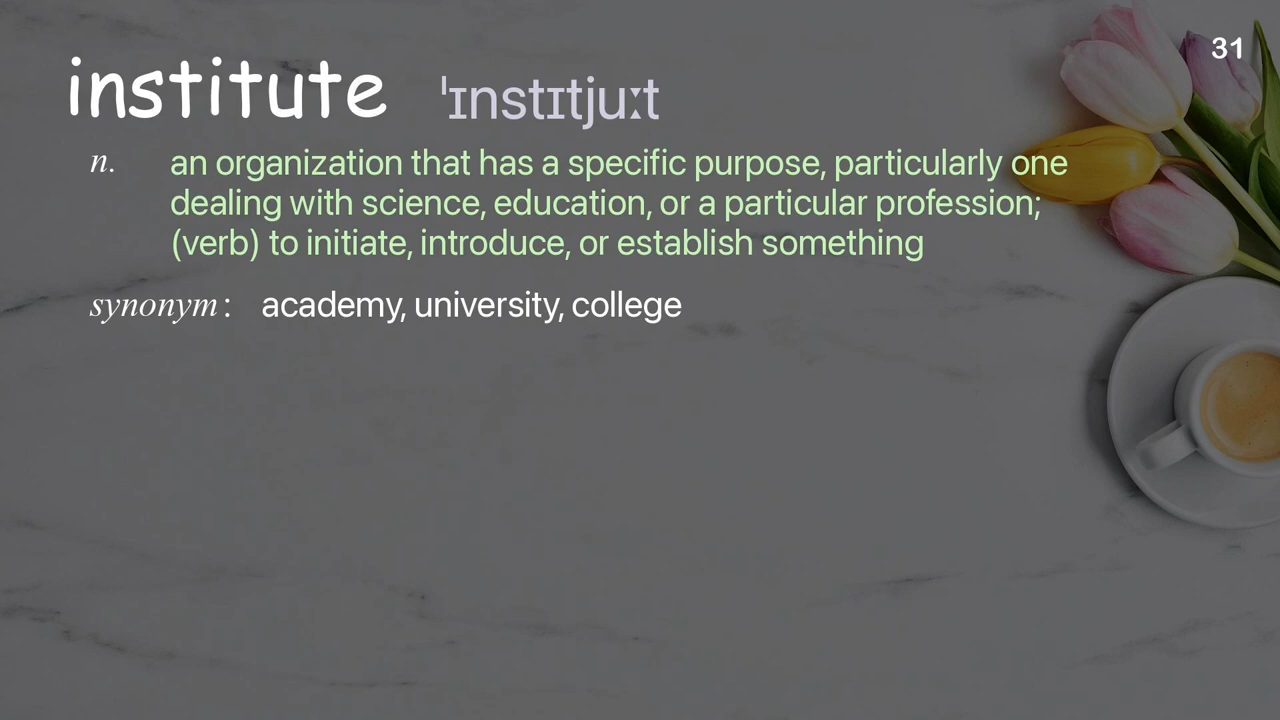 31
institute ˈɪnstɪtjuːt
n. an organization that has a specific purpose, particularly one
dealing with science, education, or a particular profession;
(verb) to initiate, introduce, or establish something
synonym: academy, university, college